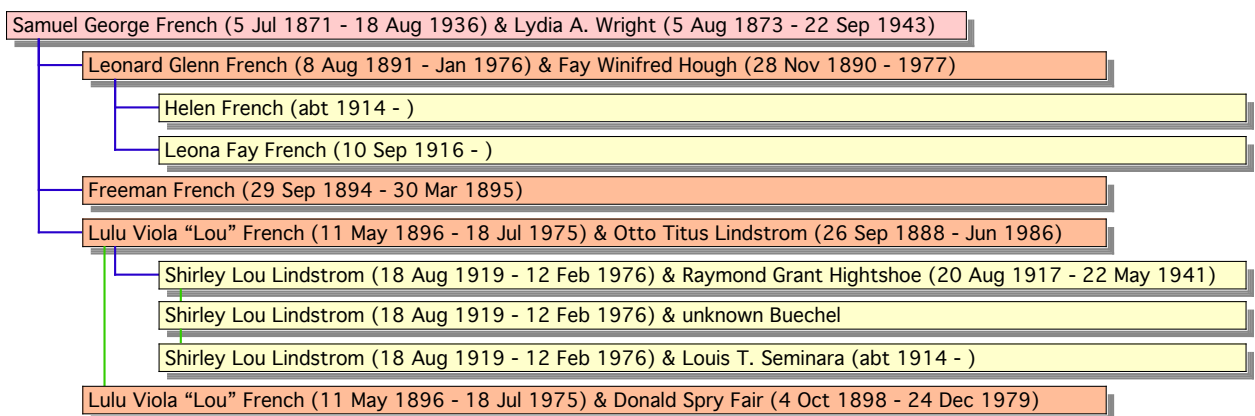 Samuel George French (5 Jul 1871 - 18 Aug 1936) & Lydia A. Wright (5 Aug 1873 - 22 Sep 1943)
Leonard Glenn French (8 Aug 1891 - Jan 1976) & Fay Winifred Hough (28 Nov 1890 - 1977)
Helen French (abt 1914 - )
Leona Fay French (10 Sep 1916 - )
Freeman French (29 Sep 1894 - 30 Mar 1895)
Lulu Viola “Lou” French (11 May 1896 - 18 Jul 1975) & Otto Titus Lindstrom (26 Sep 1888 - Jun 1986)
Shirley Lou Lindstrom (18 Aug 1919 - 12 Feb 1976) & Raymond Grant Hightshoe (20 Aug 1917 - 22 May 1941)
Shirley Lou Lindstrom (18 Aug 1919 - 12 Feb 1976) & unknown Buechel
Shirley Lou Lindstrom (18 Aug 1919 - 12 Feb 1976) & Louis T. Seminara (abt 1914 - )
Lulu Viola “Lou” French (11 May 1896 - 18 Jul 1975) & Donald Spry Fair (4 Oct 1898 - 24 Dec 1979)